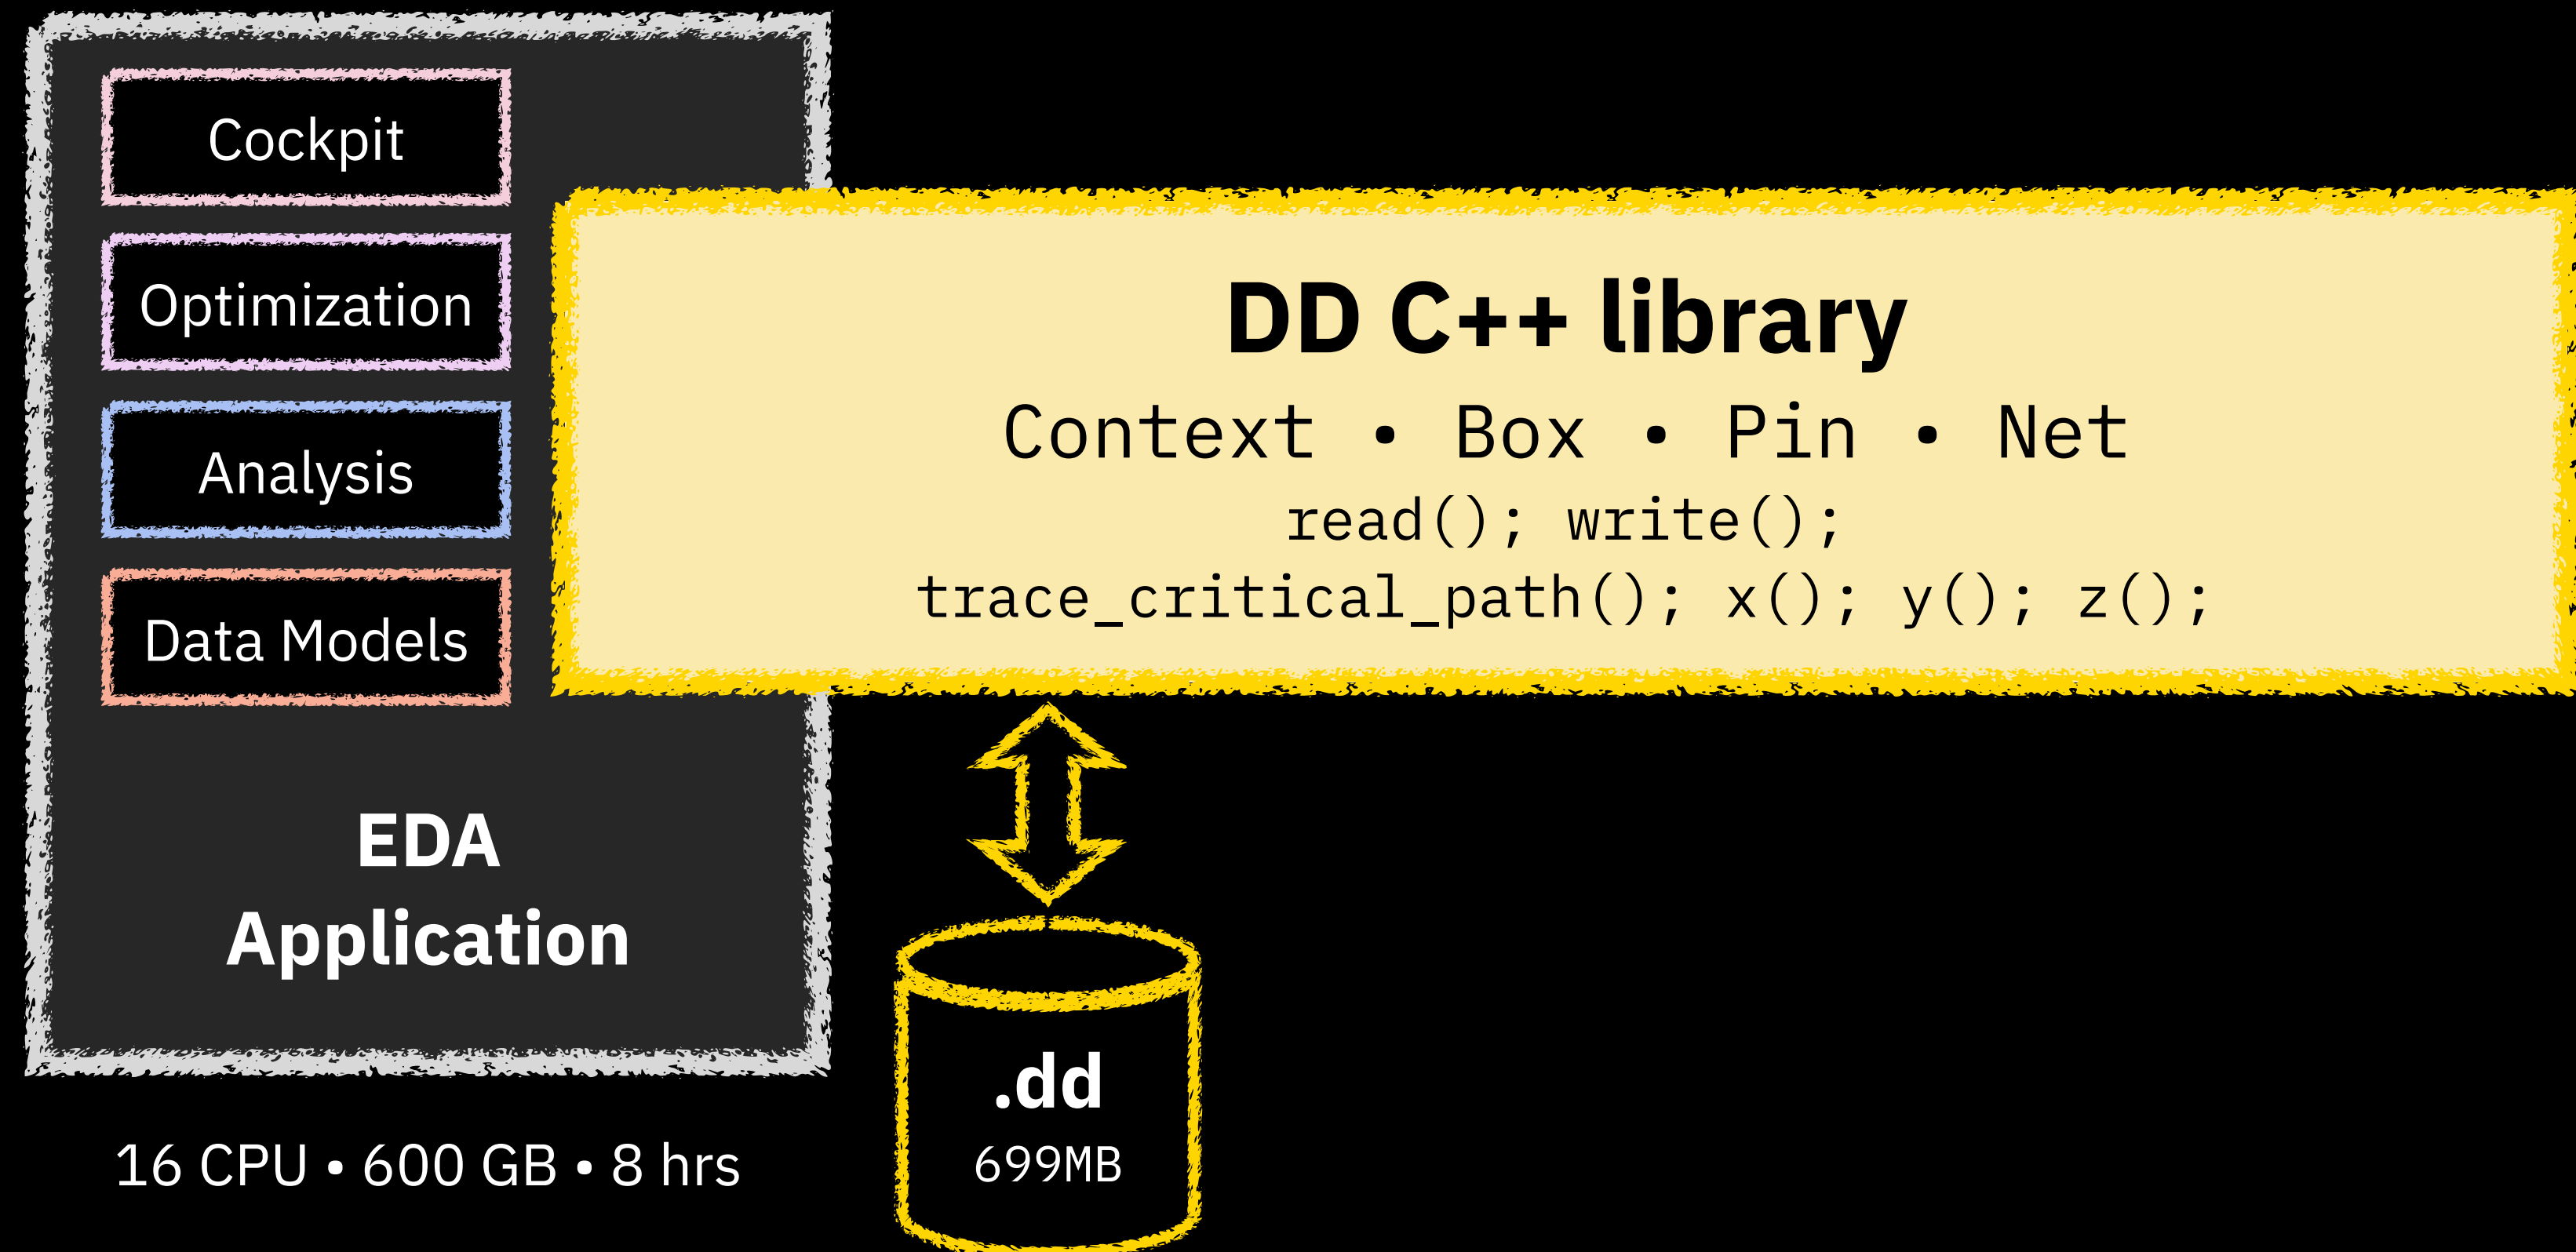 Cockpit
Optimization
Analysis
Data Models
EDA
Application
16 CPU • 600 GB • 8 hrs
DD C++ library
Context • Box • Pin • Net
read(); write();
trace_critical_path(); x(); y(); z();
.dd
699MB